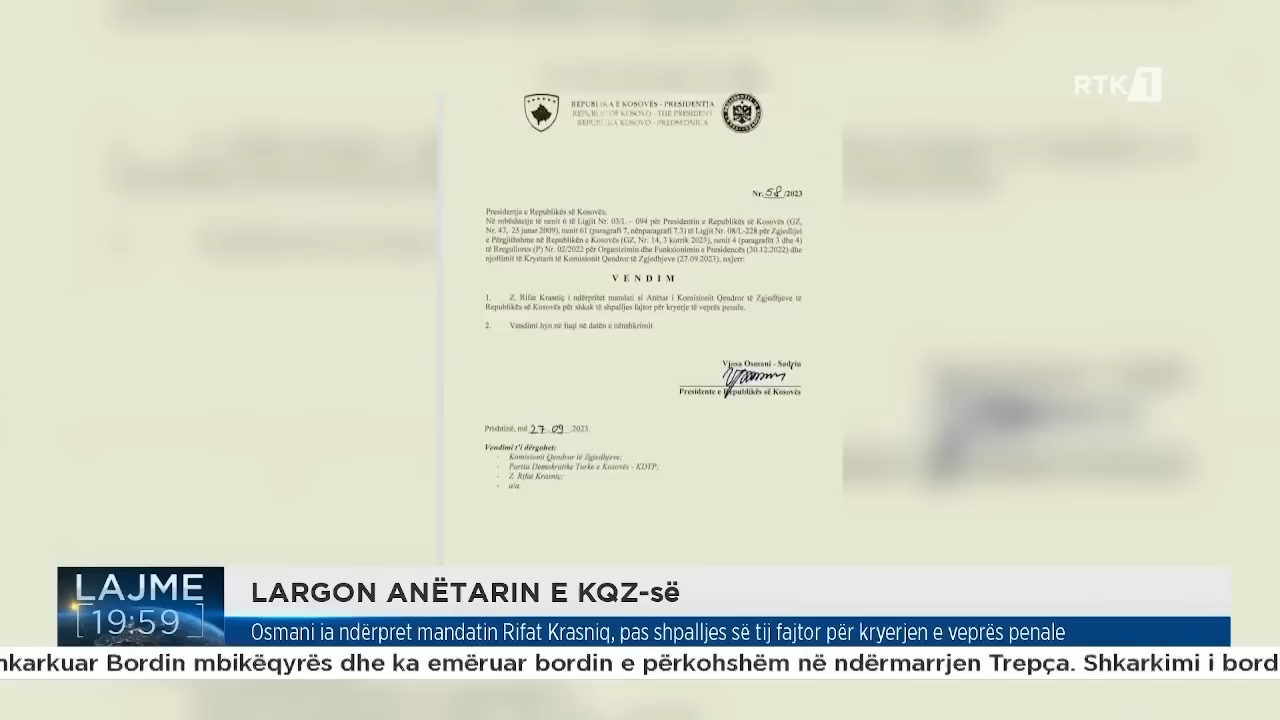 RTK 1
REPUBLIKA E KOSOVËS - PRESIDENTJA
REPUBLIC OF KOSOVO - THE PRESIDENT
REPUBLIKA KOSOVO - PREDSEDNICA
Nr. 58 /2023
Presidentja e Republikës së Kosovës,
Në mbështetje të nenit 6 të Ligjit Nr. 03/L – 094 për Presidentin e Republikës së Kosovës (GZ,
Nr. 47, 25 janar 2009), nenit 61 (paragrafi 7, nënparagrafi 7.3) të Ligjit Nr. 08/L-228 për Zgjedhjet
e Përgjithshme në Republikën e Kosovës (GZ, Nr. 14, 3 korrik 2023), nenit 4 (paragrafët 3 dhe 4)
të Rregullores (P) Nr. 02/2022 për Organizimin dhe Funksionimin e Presidencës (30.12.2022) dhe
njoftimit të Kryetarit të Komisionit Qendror të Zgjedhjeve (27.09.2023), nxjerr:
V E N D I M
1. Z. Rifat Krasniç i ndërpritet mandati si Anëtar i Komisionit Qendror të Zgjedhjeve të
Republikës së Kosovës për shkak të shpalljes fajtor për kryerje të veprës penale.
2. Vendimi hyn në fuqi në datën e nënshkrimit.
Vjosa Osmani - Sadriu
Presidente e Republikës së Kosovës
Prishtinë, më 27.09.2023.
Vendimi t'i dërgohet:
- Komisionit Qendror të Zgjedhjeve;
- Partia Demokratike Turke e Kosovës - KDTP;
- Z. Rifat Krasniç;
- a/a.
LAJME
19:59
LARGON ANËTARIN E KQZ-së
Osmani ia ndërpret mandatin Rifat Krasniq, pas shpalljes së tij fajtor për kryerjen e veprës penale
hkarkuar Bordin mbikëqyrës dhe ka emëruar bordin e përkohshëm në ndërmarrjen Trepça. Shkarkimi i bord